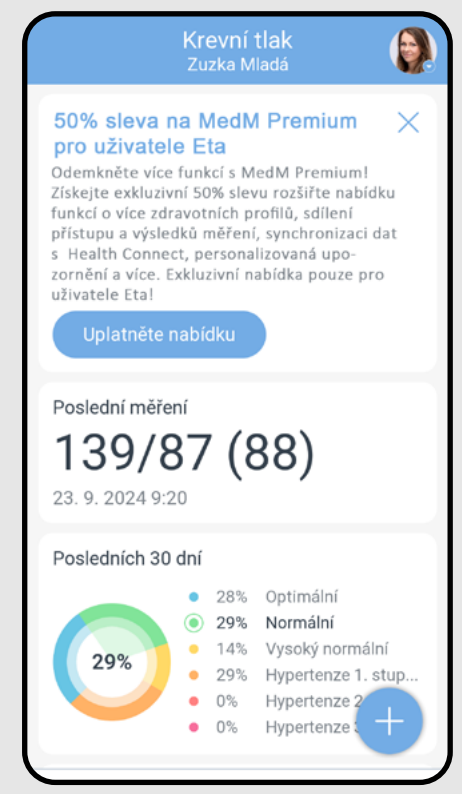 Krevní tlak
Zuzka Mladá
50% sleva na MedM Premium
pro uživatele Eta
Odemkněte více funkcí s MedM Premium!
Získejte exkluzivní 50% slevu rozšiřte nabídku
funkcí o více zdravotních profilů, sdílení
přístupu a výsledků měření, synchronizaci dat
s Health Connect, personalizovaná upo-
zornění a více. Exkluzivní nabídka pouze pro
uživatele Eta!
Uplatněte nabídku
Poslední měření
139/87 (88)
23. 9. 2024 9:20
Posledních 30 dní
28% Optimální
29% Normální
14% Vysoký normální
29% Hypertenze 1. stup...
0% Hypertenze 2
0% Hypertenze
29%